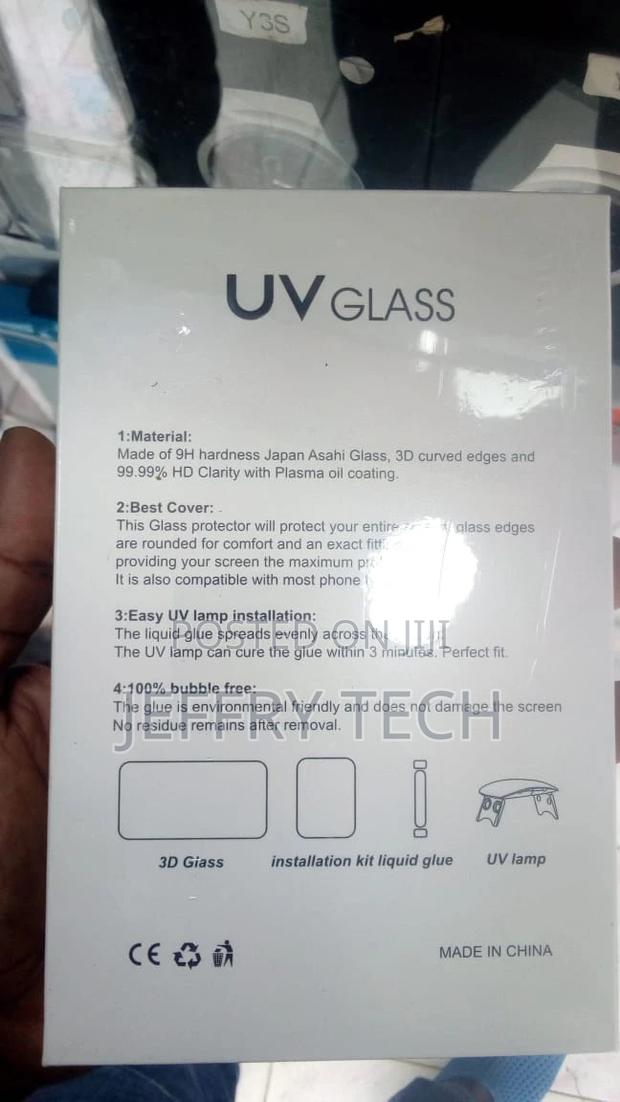 Y3S
UV GLASS
1:Material:
Made of 9H hardness Japan Asahi Glass, 3D curved edges and
99.99% HD Clarity with Plasma oil coating.
2:Best Cover:
This Glass protector will protect your entire glass edges
are rounded for comfort and an exact
providing your screen the maximum
It is also compatible with most phone
3:Easy UV lamp installation:
The liquid glue spreads evenly across
The UV lamp can cure the glue within 3 minutes. Perfect fit.
POSTED ON JIJI
4:100% bubble free:
The glue is environmental friendly and does not damage the screen
No residue remains after removal.
JEFFRY TECH
3D Giass installation kit liquid glue UV lamp
CE MADE IN CHINA